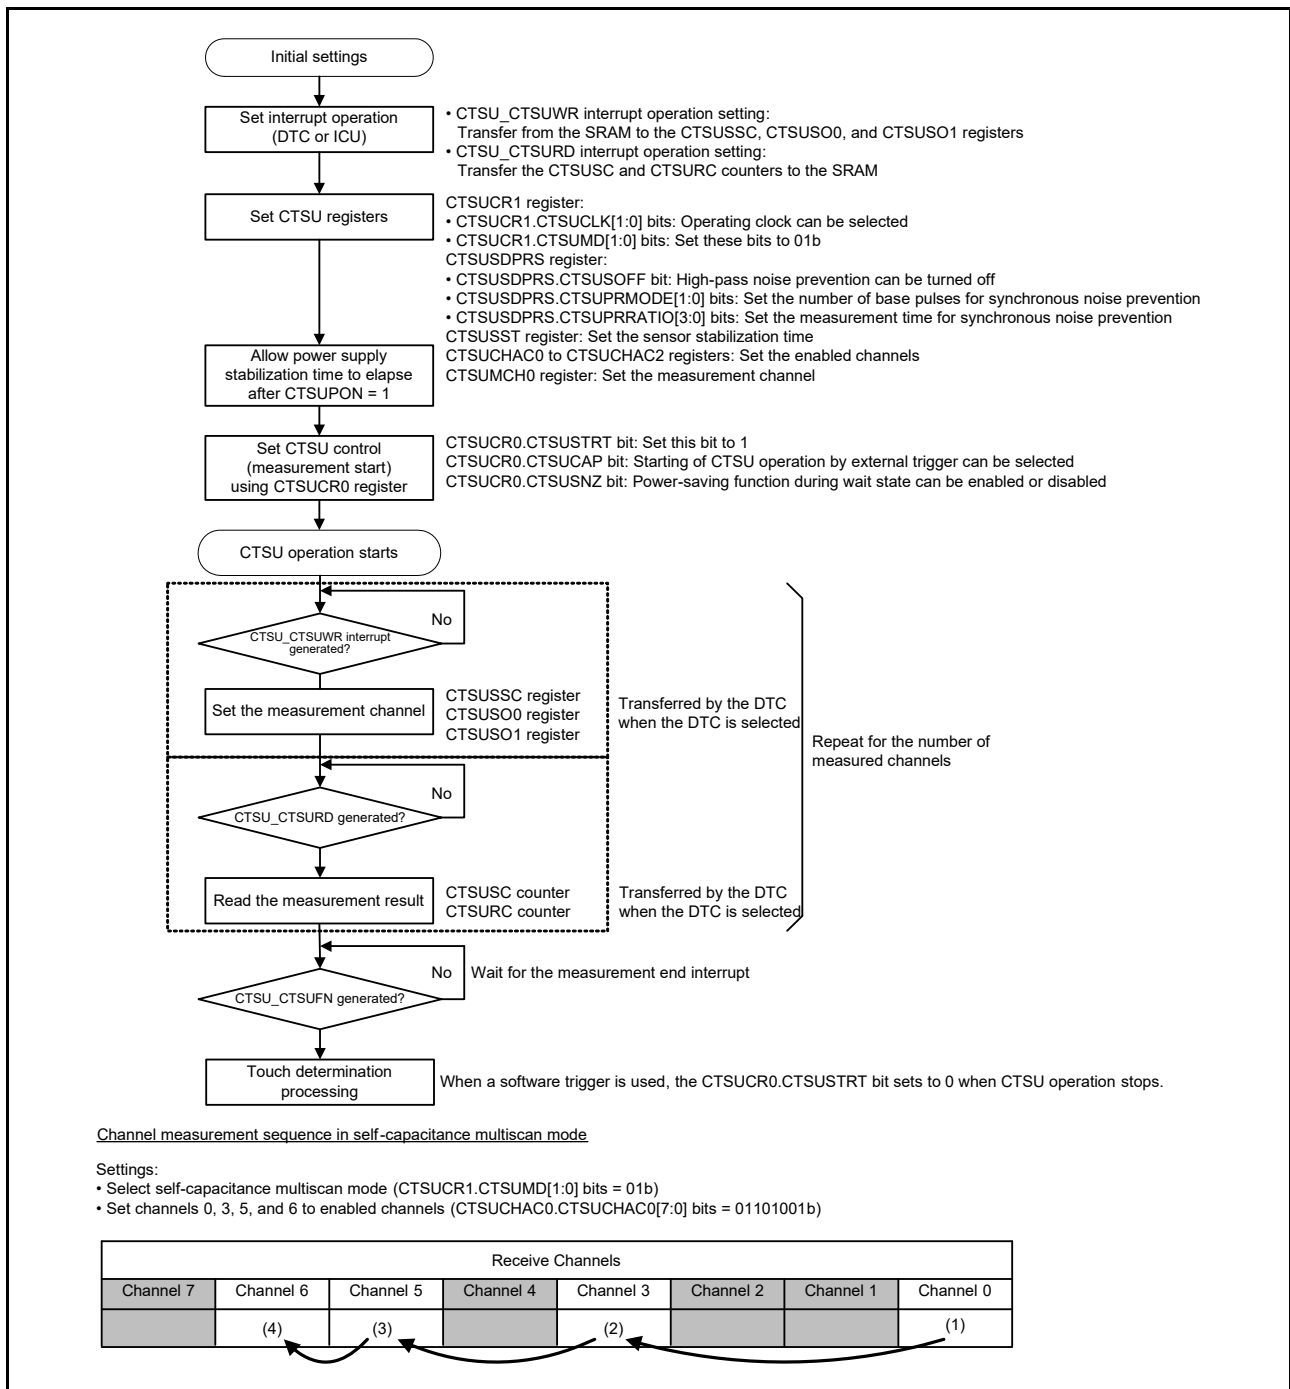 Initial settings
Set interrupt operation
(DTC or ICU)
• CTSU_CTSUWR interrupt operation setting:
Transfer from the SRAM to the CTSUSSC, CTSUSO0, and CTSUSO1 registers
• CTSU_CTSURD interrupt operation setting:
Transfer the CTSUSC and CTSURC counters to the SRAM
Set CTSU registers
CTSUCR1 register:
• CTSUCR1.CTSUCLK[1:0] bits: Operating clock can be selected
• CTSUCR1.CTSUMD[1:0] bits: Set these bits to 01b
CTSUSDPRS register:
• CTSUSDPRS.CTSUSOFF bit: High-pass noise prevention can be turned off
• CTSUSDPRS.CTSUPRMODE[1:0] bits: Set the number of base pulses for synchronous noise prevention
• CTSUSDPRS.CTSUPRRATIO[3:0] bits: Set the measurement time for synchronous noise prevention
CTSUSST register: Set the sensor stabilization time
CTSUCHAC0 to CTSUCHAC2 registers: Set the enabled channels
CTSUMCH0 register: Set the measurement channel
Allow power supply
stabilization time to elapse
after CTSUPON = 1
Set CTSU control
(measurement start)
using CTSUCR0 register
CTSUCR0.CTSUSTRT bit: Set this bit to 1
CTSUCR0.CTSUCAP bit: Starting of CTSU operation by external trigger can be selected
CTSUCR0.CTSUSNZ bit: Power-saving function during wait state can be enabled or disabled
CTSU operation starts
No
CTSU_CTSUWR interrupt
generated?
Set the measurement channel
CTSUSSC register
CTSUSO0 register
CTSUSO1 register
Transferred by the DTC
when the DTC is selected
Repeat for the number of
measured channels
No
CTSU_CTSURD generated?
Read the measurement result
CTSUSC counter
CTSURC counter
Transferred by the DTC
when the DTC is selected
No
Wait for the measurement end interrupt
CTSU_CTSUFN generated?
Touch determination
processing
When a software trigger is used, the CTSUCR0.CTSUSTRT bit sets to 0 when CTSU operation stops.
Channel measurement sequence in self-capacitance multiscan mode
Settings:
• Select self-capacitance multiscan mode (CTSUCR1.CTSUMD[1:0] bits = 01b)
• Set channels 0, 3, 5, and 6 to enabled channels (CTSUCHAC0.CTSUCHAC0[7:0] bits = 01101001b)
Receive Channels
Channel 7 Channel 6 Channel 5 Channel 4 Channel 3 Channel 2 Channel 1 Channel 0
(4) (3) (2) (1)